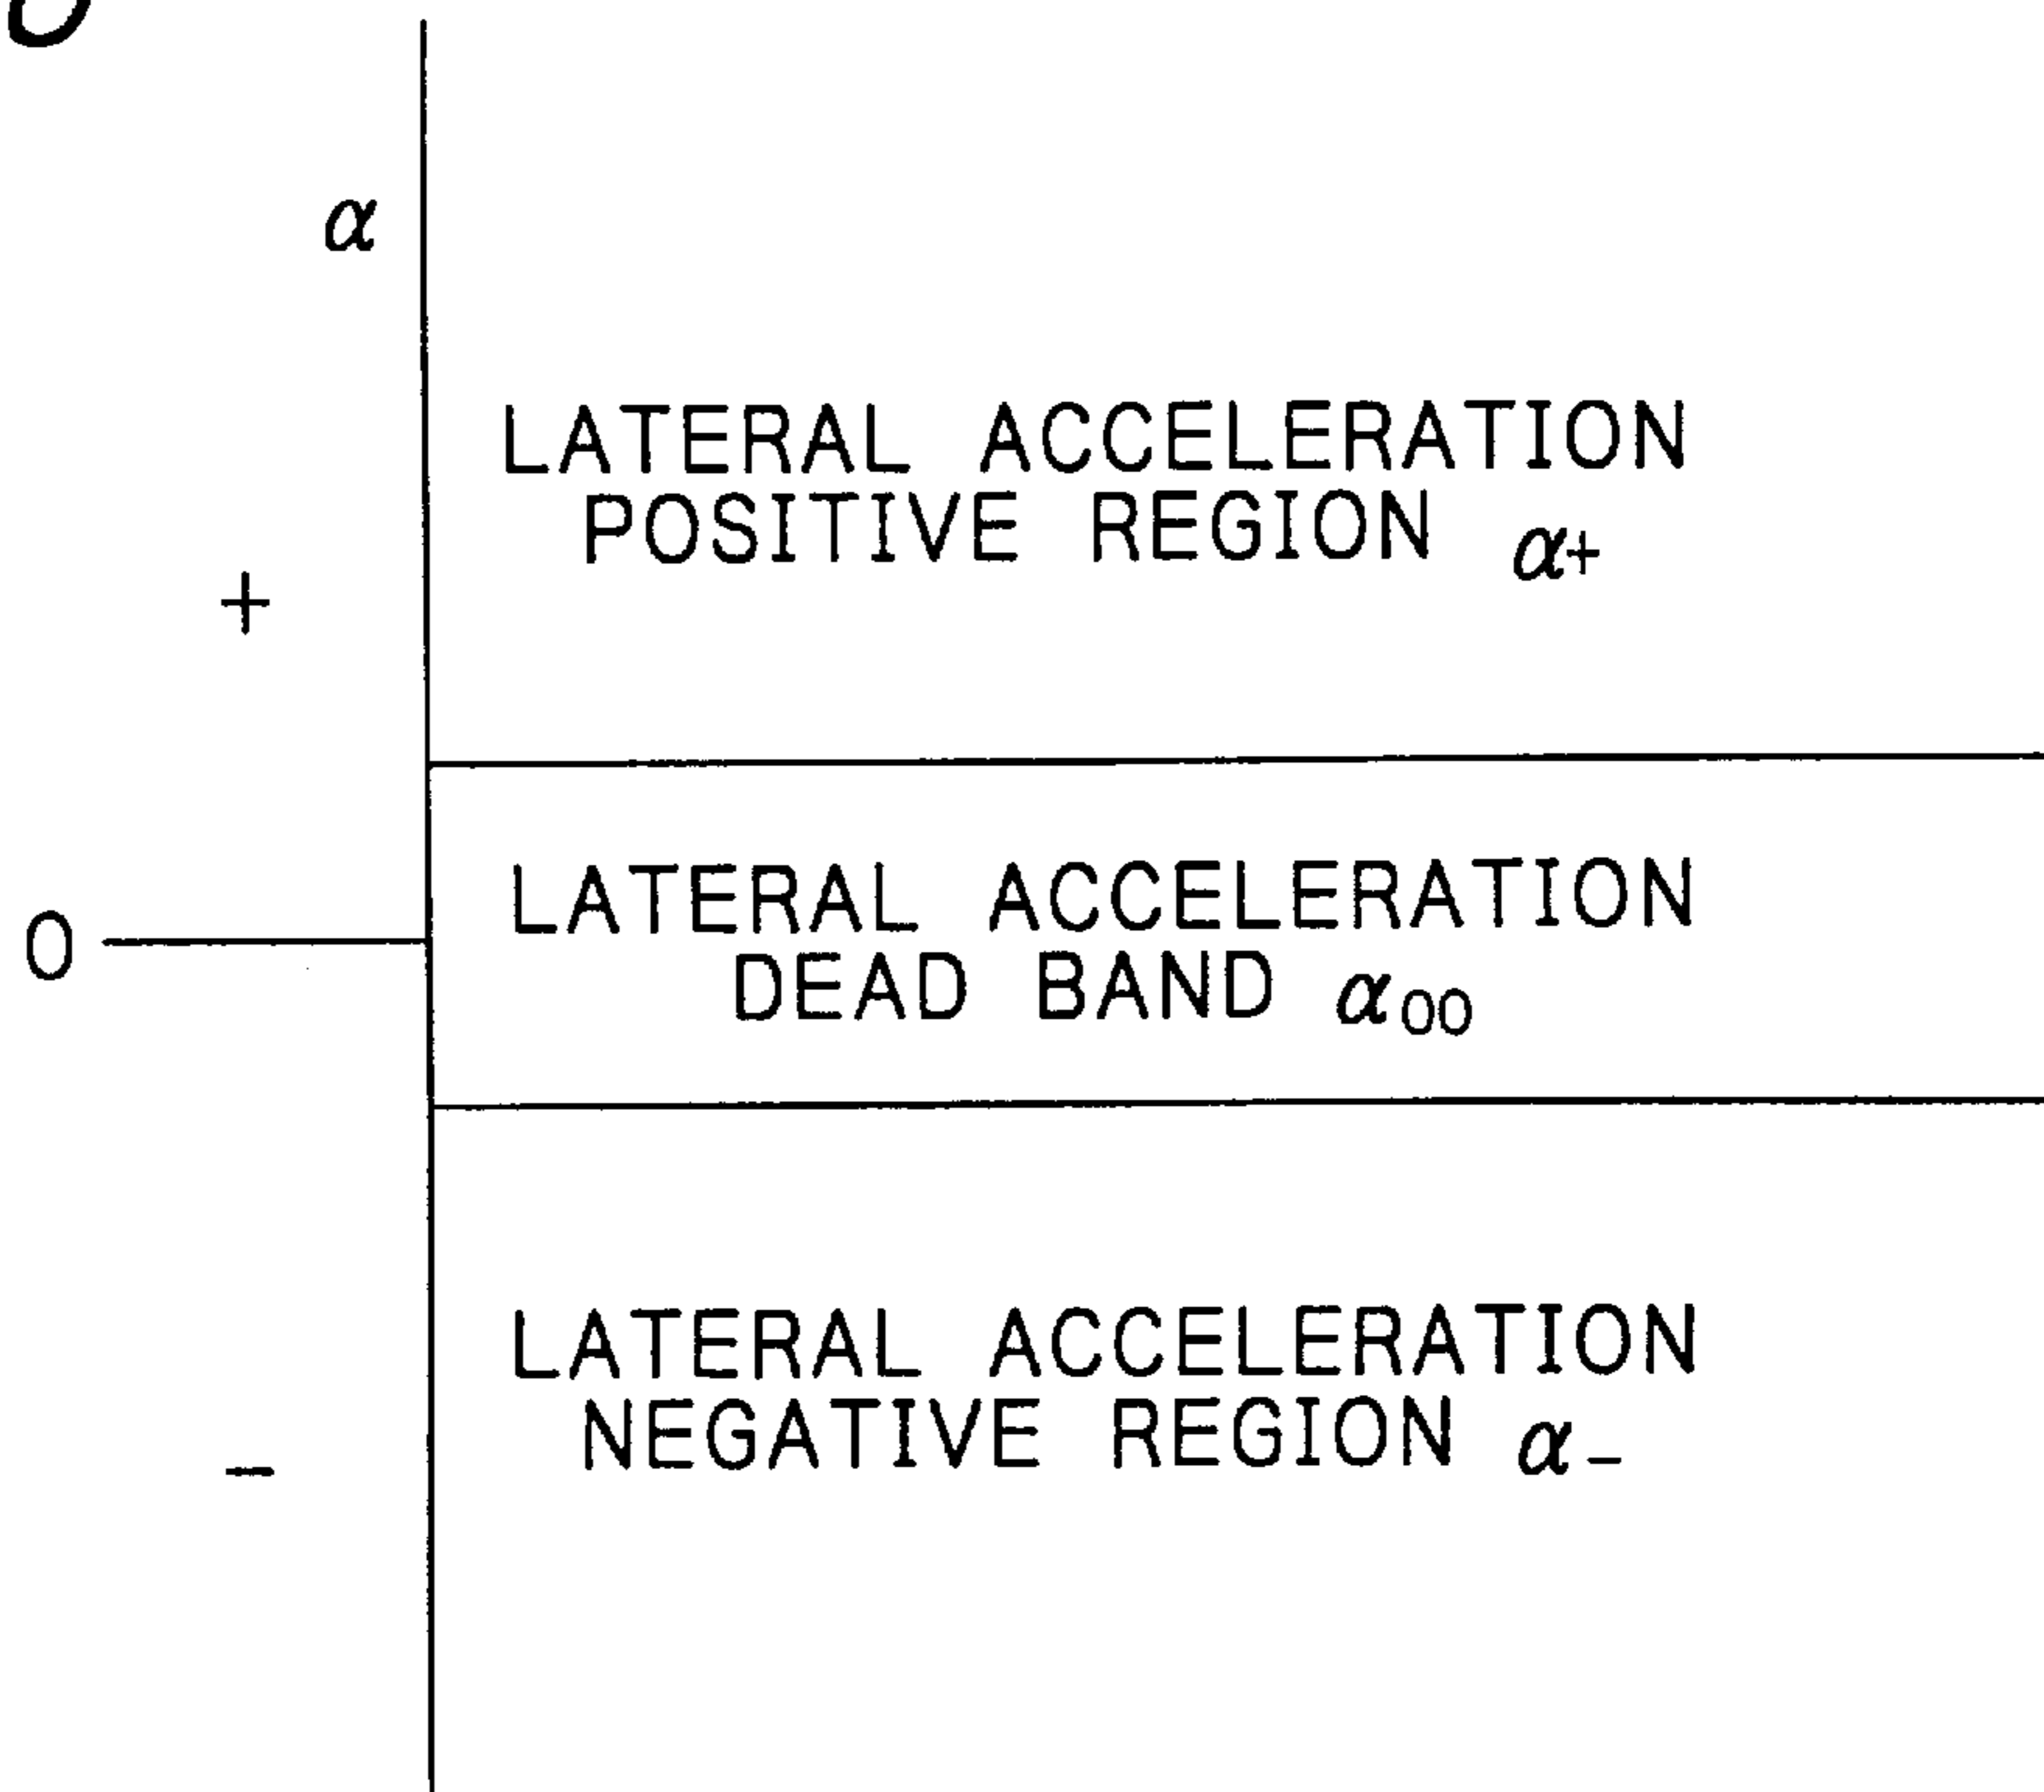 α
LATERAL ACCELERATION
POSITIVE REGION α+
+
LATERAL ACCELERATION
0
DEAD BAND α00
LATERAL ACCELERATION
NEGATIVE REGION α-
-